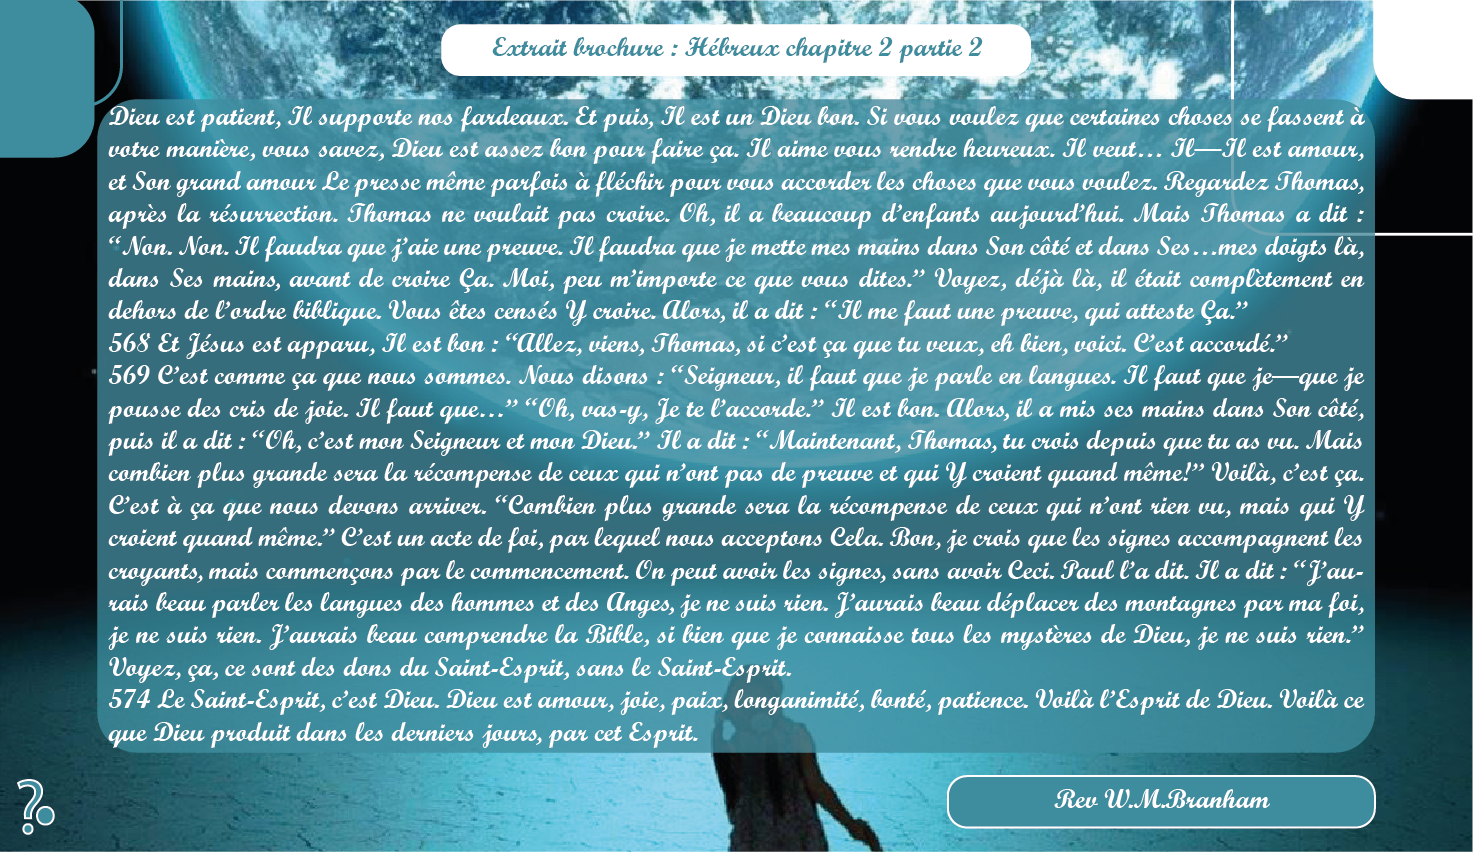 Extrait brochure : Hébreux chapitre 2 partie 2
Dieu est patient, Il supporte nos fardeaux. Et puis, Il est un Dieu bon. Si vous voulez que certaines choses se fassent à
votre manière, vous savez, Dieu est assez bon pour faire ça. Il aime vous rendre heureux. Il veut… Il—Il est amour,
et Son grand amour Le presse même parfois à fléchir pour vous accorder les choses que vous voulez. Regardez Thomas,
après la résurrection. Thomas ne voulait pas croire. Oh, il a beaucoup d’enfants aujourd’hui. Mais Thomas a dit :
“Non. Non. Il faudra que j’aie une preuve. Il faudra que je mette mes mains dans Son côté et dans Ses…mes doigts là,
dans Ses mains, avant de croire Ça. Moi, peu m’importe ce que vous dites.” Voyez, déjà là, il était complètement en
dehors de l’ordre biblique. Vous êtes censés Y croire. Alors, il a dit : “Il me faut une preuve, qui atteste Ça.”
568 Et Jésus est apparu, Il est bon : “Allez, viens, Thomas, si c’est ça que tu veux, eh bien, voici. C’est accordé.”
569 C’est comme ça que nous sommes. Nous disons : “Seigneur, il faut que je parle en langues. Il faut que je—que je
pousse des cris de joie. Il faut que…” “Oh, vas-y, Je te l’accorde.” Il est bon. Alors, il a mis ses mains dans Son côté,
puis il a dit : “Oh, c’est mon Seigneur et mon Dieu.” Il a dit : “Maintenant, Thomas, tu crois depuis que tu as vu. Mais
combien plus grande sera la récompense de ceux qui n’ont pas de preuve et qui Y croient quand même!” Voilà, c’est ça.
C’est à ça que nous devons arriver. “Combien plus grande sera la récompense de ceux qui n’ont rien vu, mais qui Y
croient quand même.” C’est un acte de foi, par lequel nous acceptons Cela. Bon, je crois que les signes accompagnent les
croyants, mais commençons par le commencement. On peut avoir les signes, sans avoir Ceci. Paul l’a dit. Il a dit : “J’au-
rais beau parler les langues des hommes et des Anges, je ne suis rien. J’aurais beau déplacer des montagnes par ma foi,
je ne suis rien. J’aurais beau comprendre la Bible, si bien que je connaisse tous les mystères de Dieu, je ne suis rien.”
Voyez, ça, ce sont des dons du Saint-Esprit, sans le Saint-Esprit.
574 Le Saint-Esprit, c’est Dieu. Dieu est amour, joie, paix, longanimité, bonté, patience. Voilà l’Esprit de Dieu. Voilà ce
que Dieu produit dans les derniers jours, par cet Esprit.
Rev W.M.Branham
?